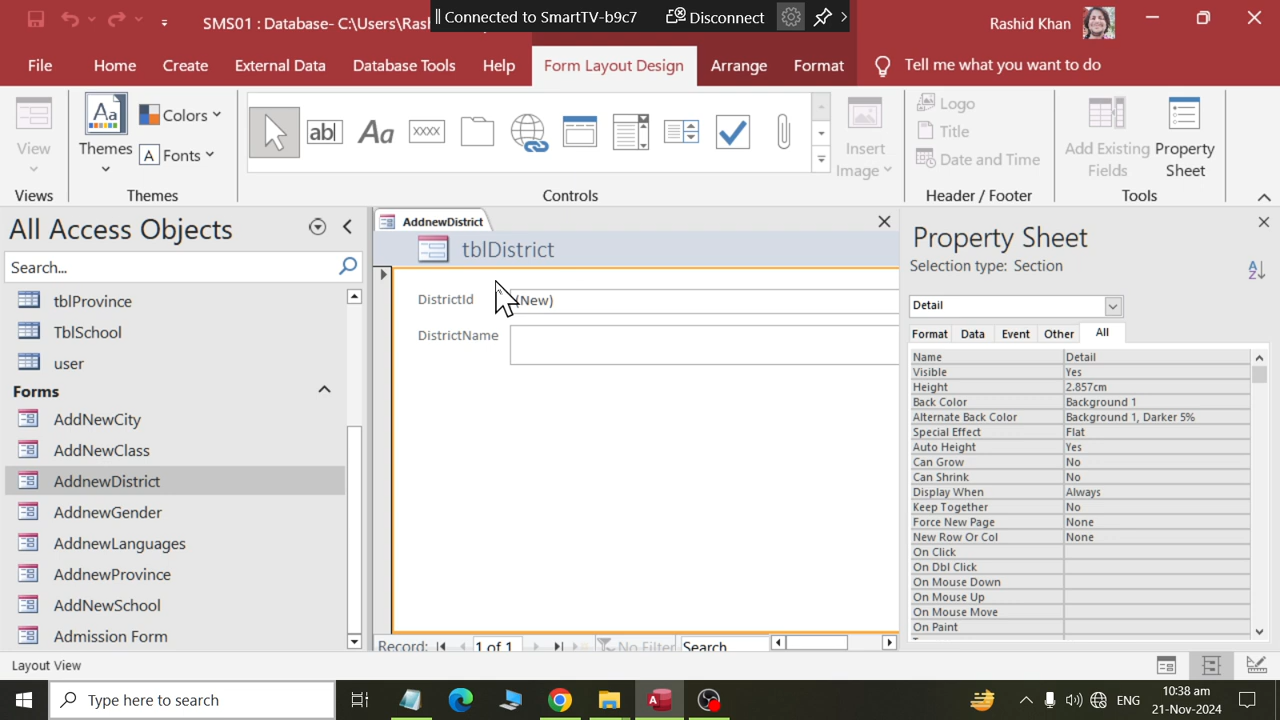 SMS01 : Database- C:\Users\Ras
Connected to SmartTV-b9c7
Disconnect
Rashid Khan
File
Home
Create
External Data
Database Tools
Help
Form Layout Design
Arrange
Format
Tell me what you want to do
View
Views
Aa
Themes
Colors
A
Fonts
Themes
ab|
Aa
XXXX
Controls
Insert
Image
Logo
Title
Date and Time
Header / Footer
Add Existing
Fields
Property
Sheet
Tools
All Access Objects
Search...
tblProvince
TblSchool
user
Forms
AddNewCity
AddNewClass
AddnewDistrict
AddnewGender
AddnewLanguages
AddnewProvince
AddNewSchool
Admission Form
AddnewDistrict
tblDistrict
DistrictId
(New)
DistrictName
Record:
1 of 1
No Filter
Search
Property Sheet
Selection type: Section
Detail
Format
Data
Event
Other
All
Name Detail
Visible Yes
Height 2.857cm
Back Color Background 1
Alternate Back Color Background 1, Darker 5%
Special Effect Flat
Auto Height Yes
Can Grow No
Can Shrink No
Display When Always
Keep Together No
Force New Page None
New Row Or Col None
On Click
On Dbl Click
On Mouse Down
On Mouse Up
On Mouse Move
On Paint
Layout View
Type here to search
ENG
10:38 am
21-Nov-2024